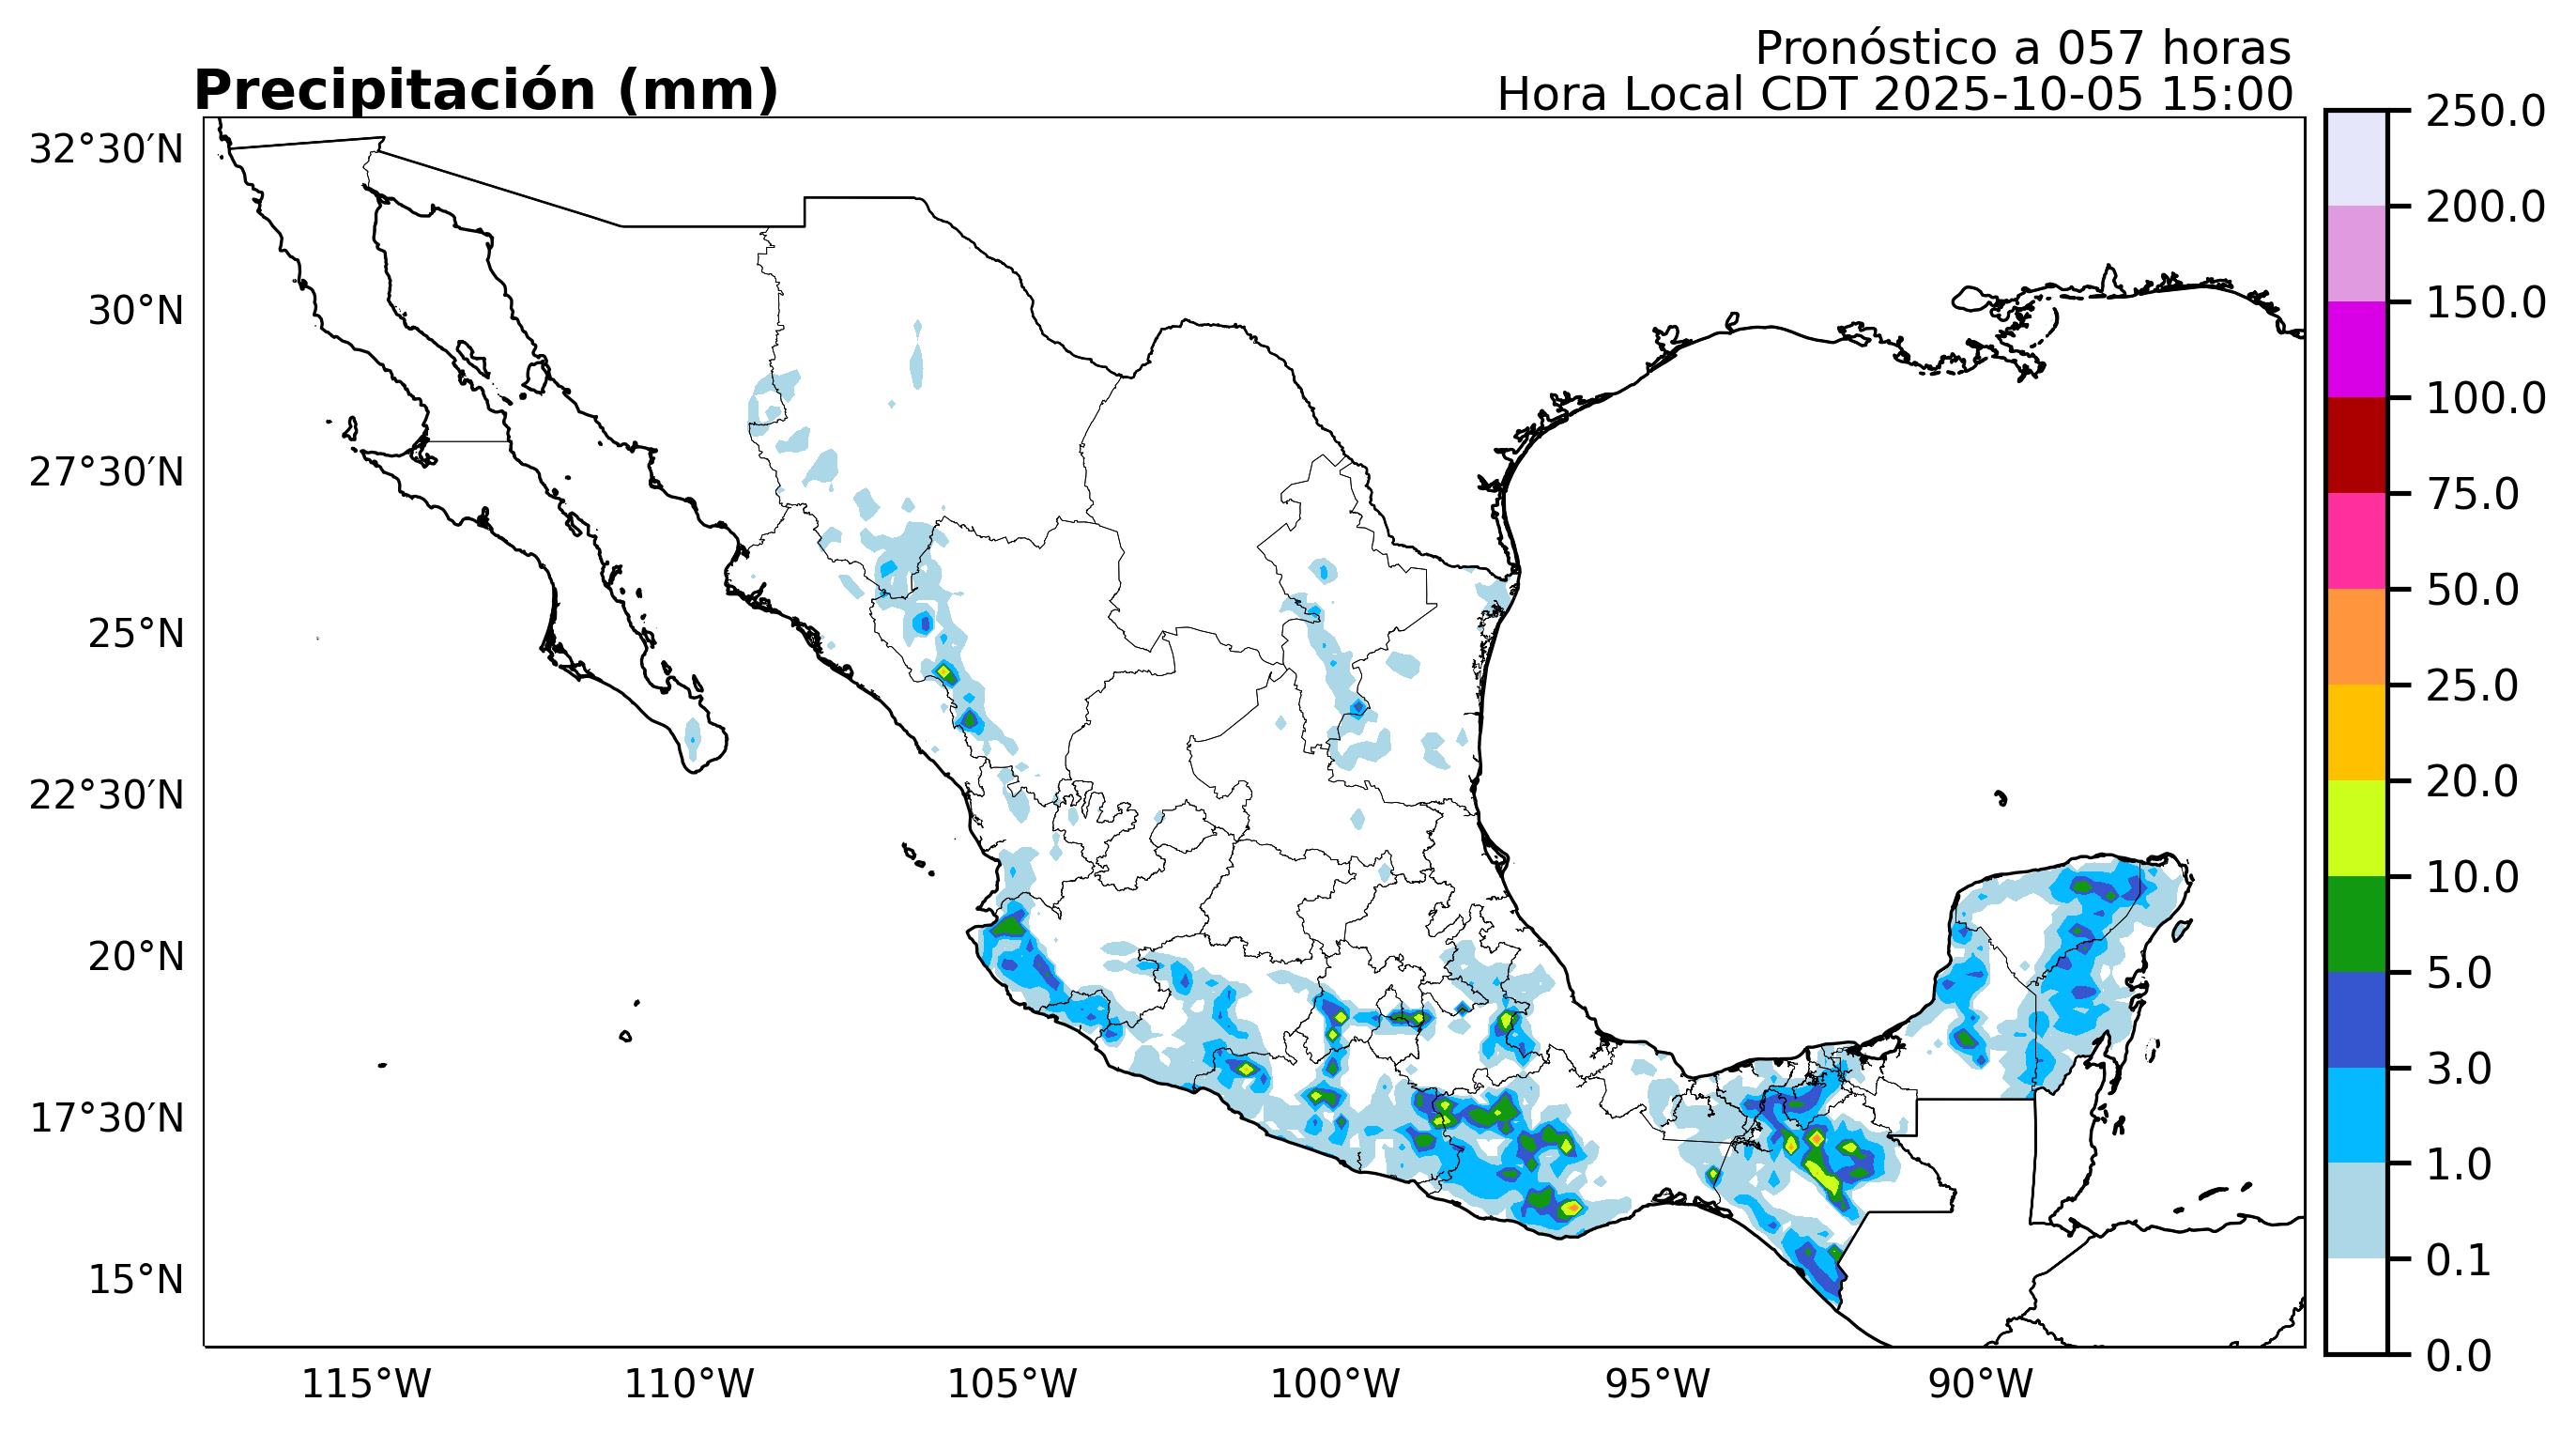 Pronóstico a 057 horas
Precipitación (mm)
Hora Local CDT 2025-10-05 15:00
32°30′N
30°N
27°30′N
25°N
22°30′N
20°N
17°30′N
15°N
115°W
110°W
105°W
100°W
95°W
90°W
250.0
200.0
150.0
100.0
75.0
50.0
25.0
20.0
10.0
5.0
3.0
1.0
0.1
0.0